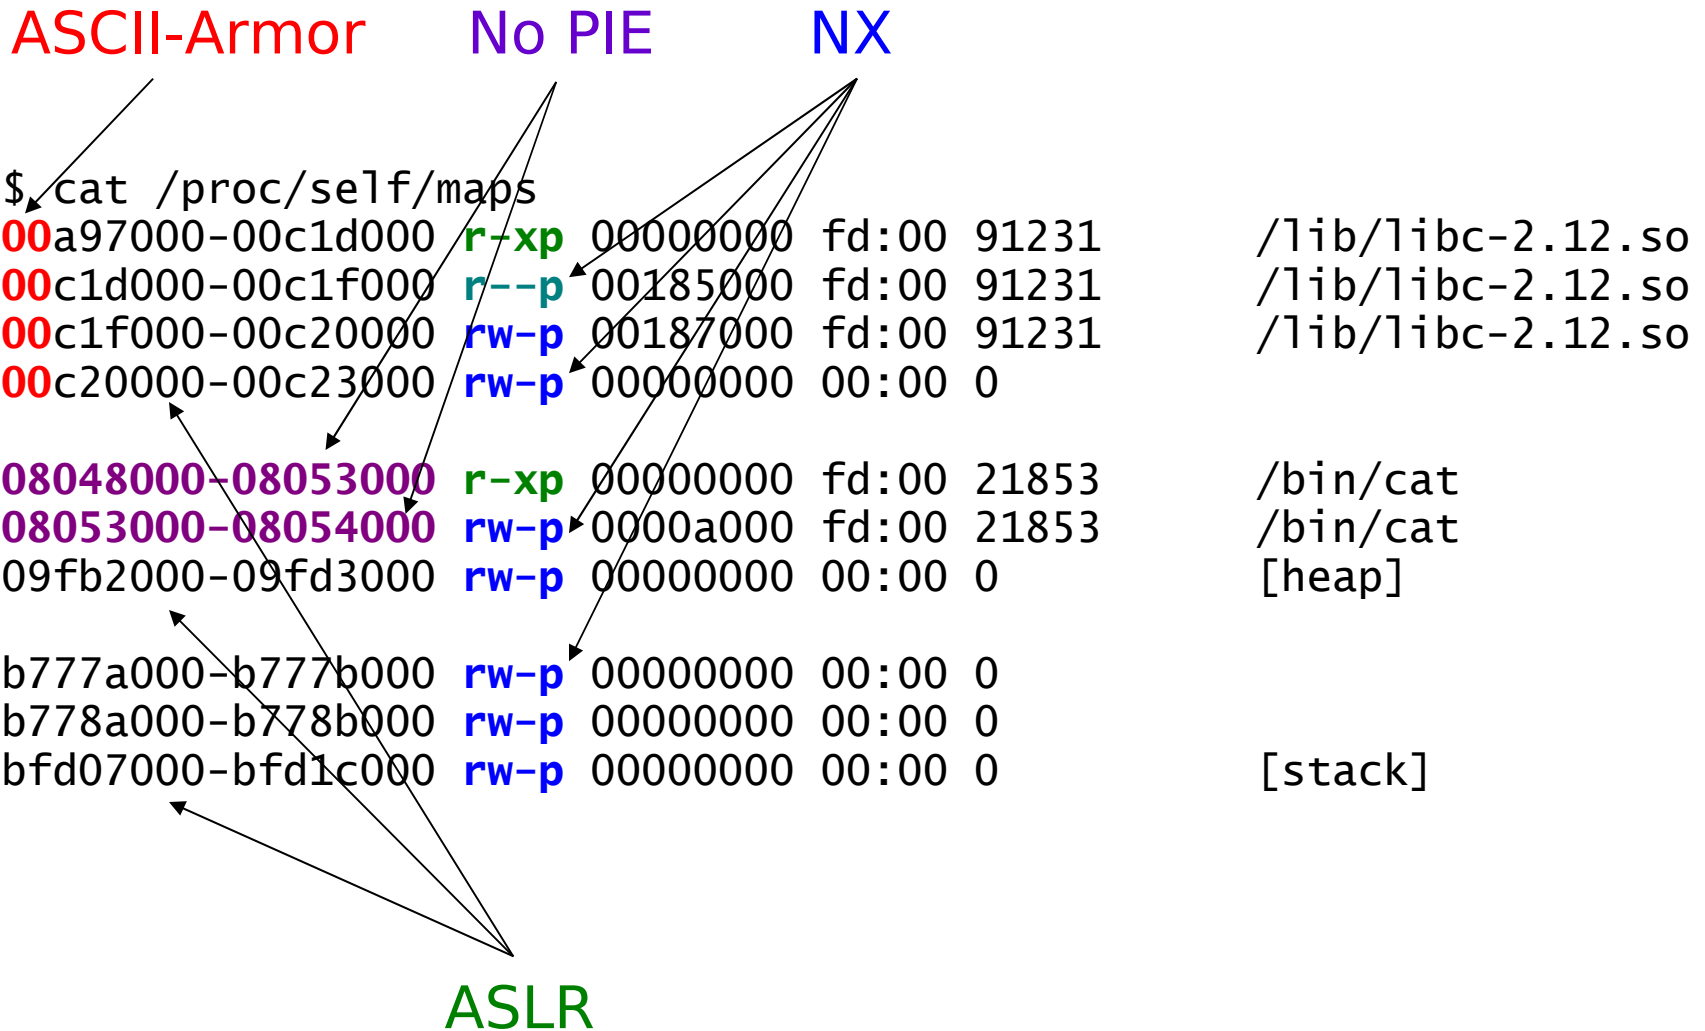 ASCII-Armor No PIE NX
$ cat /proc/self/maps
00a97000-00c1d000 r-xp 00000000 fd:00 91231 /lib/libc-2.12.so
00c1d000-00c1f000 r--p 00185000 fd:00 91231 /lib/libc-2.12.so
00c1f000-00c20000 rw-p 00187000 fd:00 91231 /lib/libc-2.12.so
00c20000-00c23000 rw-p 00000000 00:00 0
08048000-08053000 r-xp 00000000 fd:00 21853 /bin/cat
08053000-08054000 rw-p 0000a000 fd:00 21853 /bin/cat
09fb2000-09fd3000 rw-p 00000000 00:00 0 [heap]
b777a000-b777b000 rw-p 00000000 00:00 0
b778a000-b778b000 rw-p 00000000 00:00 0
bfd07000-bfd1c000 rw-p 00000000 00:00 0 [stack]
ASLR